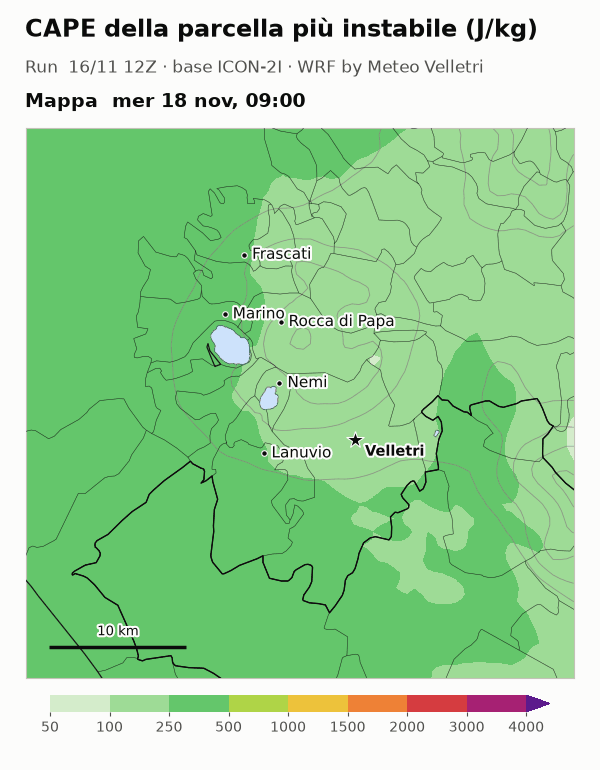 CAPE della parcella più instabile (J/kg)
Run  16/11 12Z · base ICON-2I · WRF by Meteo Velletri
Mappa  mer 18 nov, 09:00
Frascati
Marino
Rocca di Papa
Nemi
Velletri
Lanuvio
10 km
50 100 250 500 1000 1500 2000 3000 4000